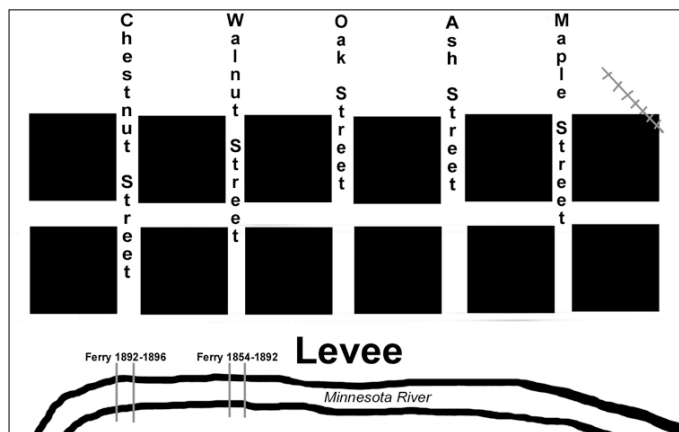 Chestnut Street
Walnut Street
Oak Street
Ash Street
Maple Street
Ferry 1892-1896
Ferry 1854-1892
Levee
Minnesota River